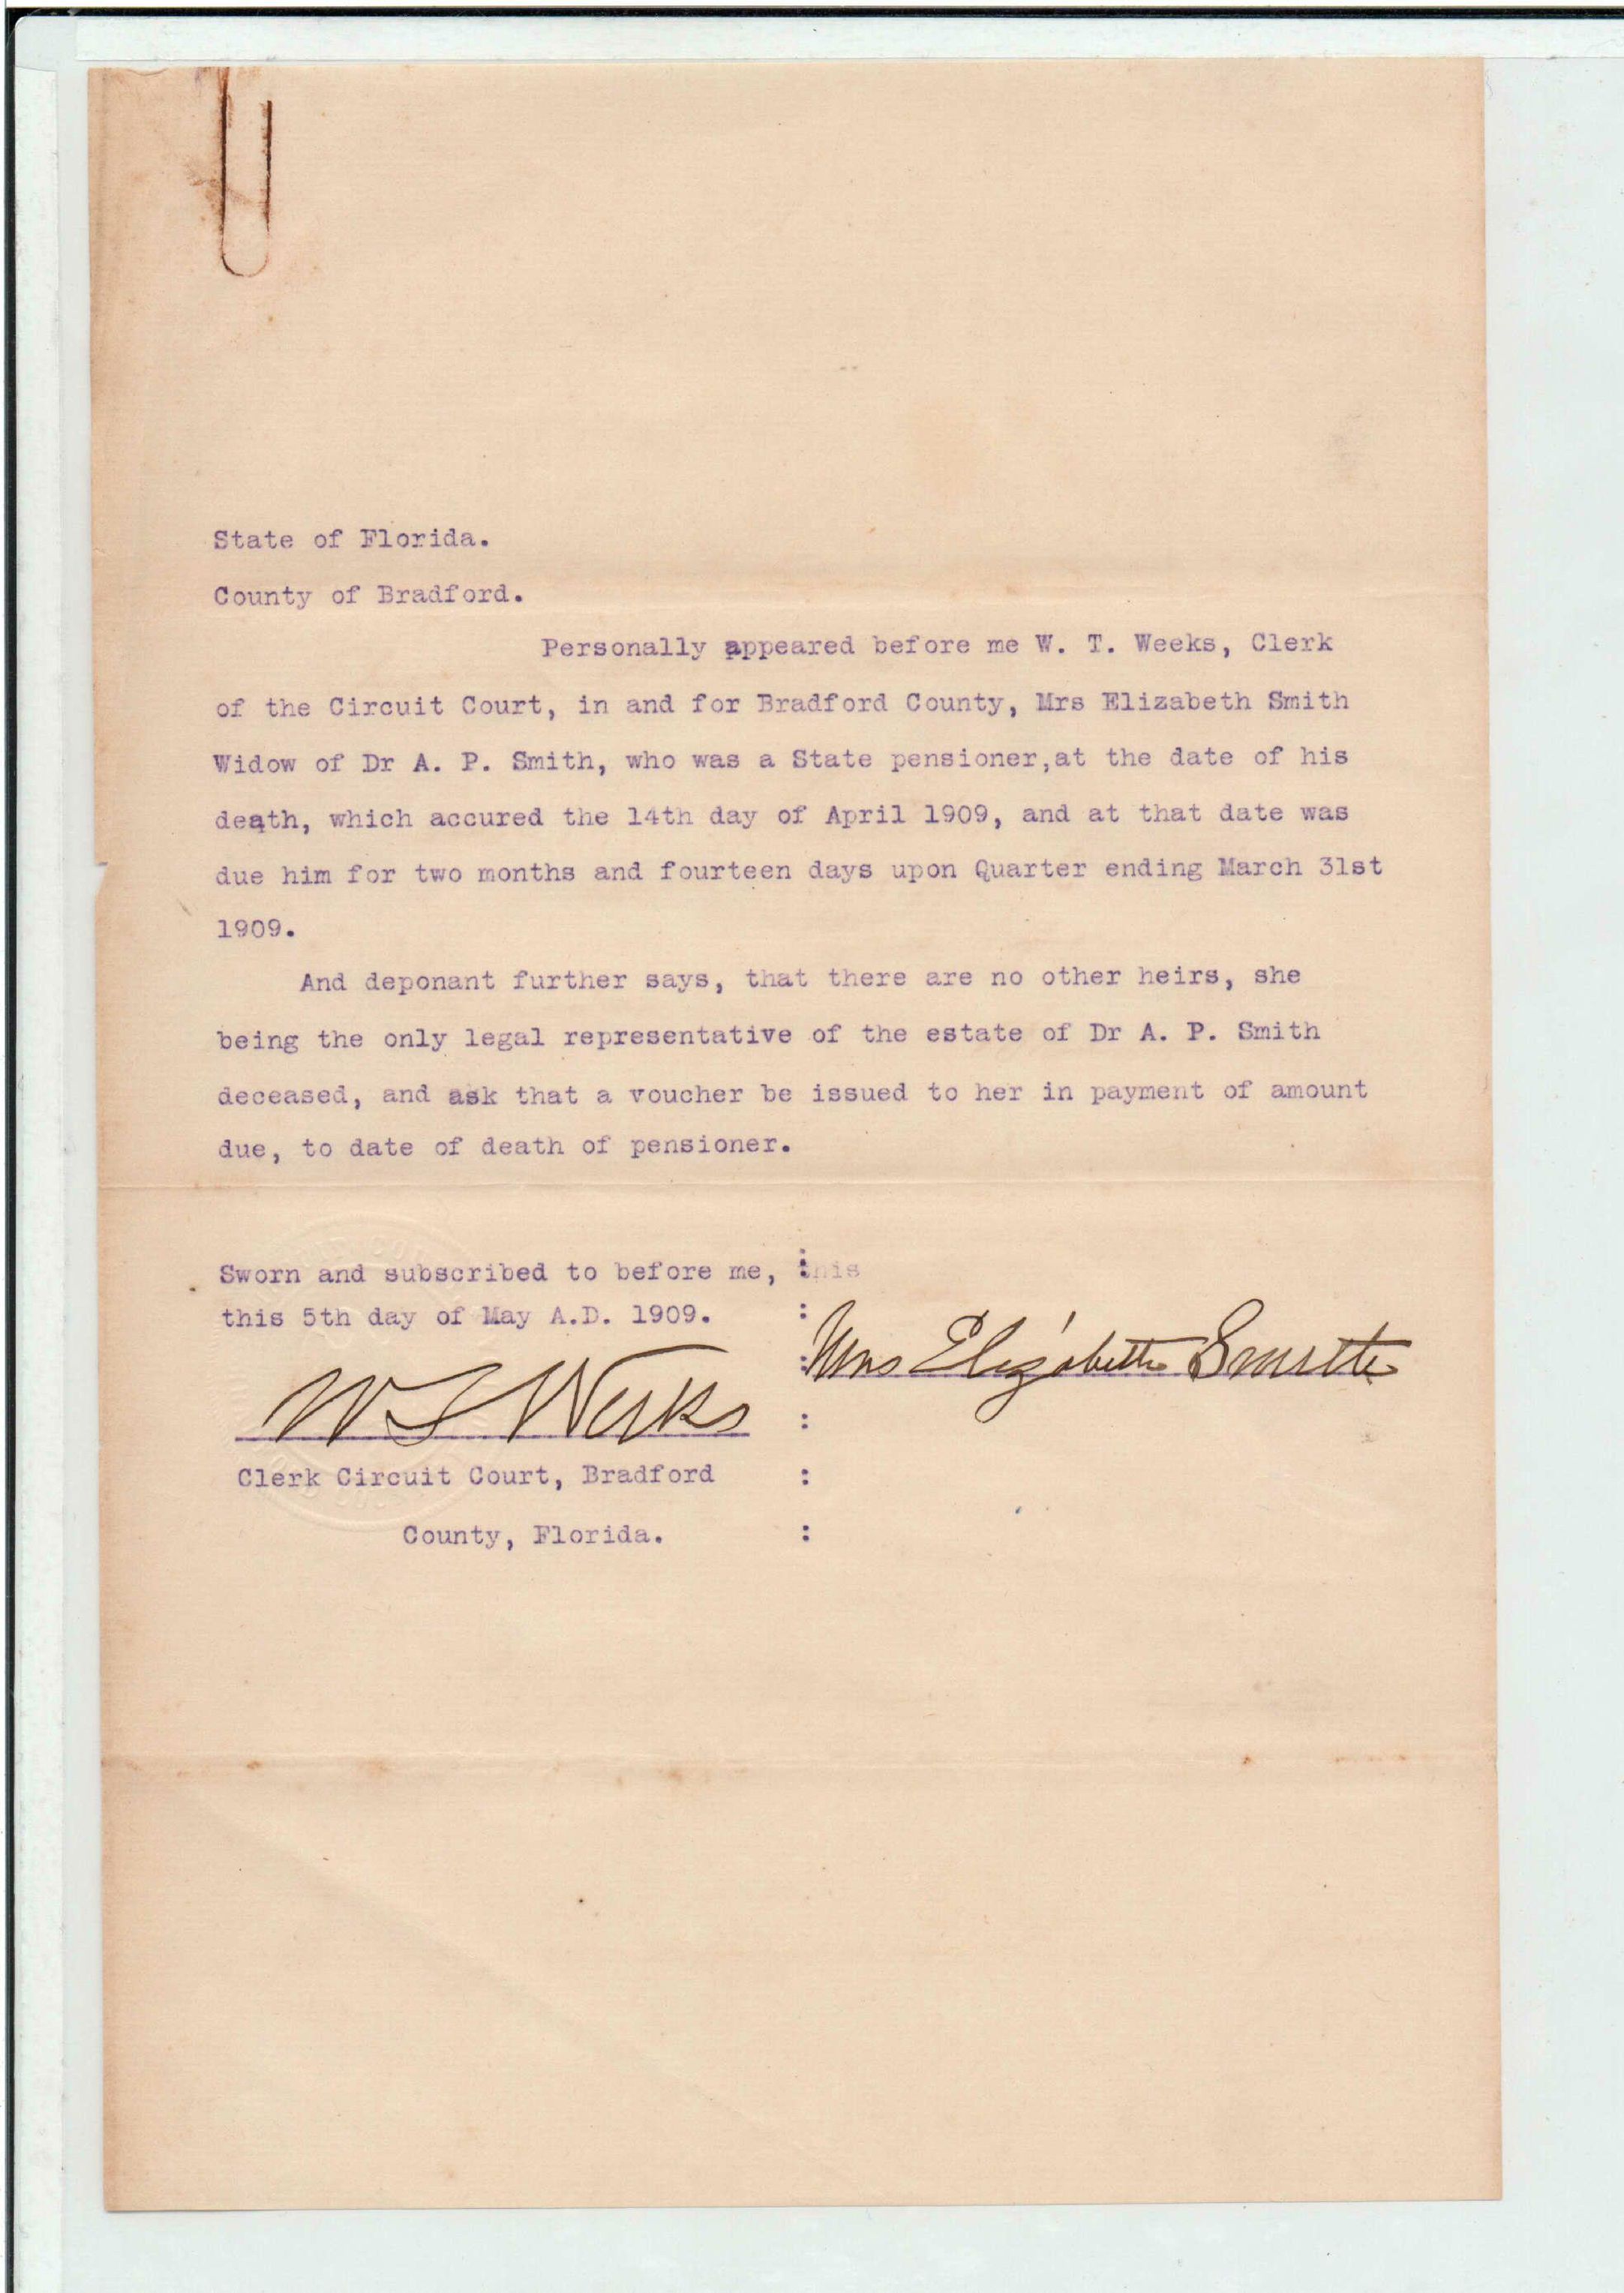 State of Florida.
County of Bradford.
Personally appeared before me W. T. Weeks, Clerk
of the Circuit Court, in and for Bradford County, Mrs Elizabeth Smith
Widow of Dr A. P. Smith, who was a State pensioner,at the date of his
death, which accured the 14th day of April 1909, and at that date was
due him for two months and fourteen days upon Quarter ending March 31st
1909.
And deponant further says, that there are no other heirs, she
being the only legal representative of the estate of Dr A. P. Smith
deceased, and ask that a voucher be issued to her in payment of amount
due, to date of death of pensioner.
Sworn and subscribed to before me, : this
this 5th day of May A.D. 1909. :
: Mrs Elizabeth Smith
W T Weeks :
Clerk Circuit Court, Bradford :
County, Florida. :